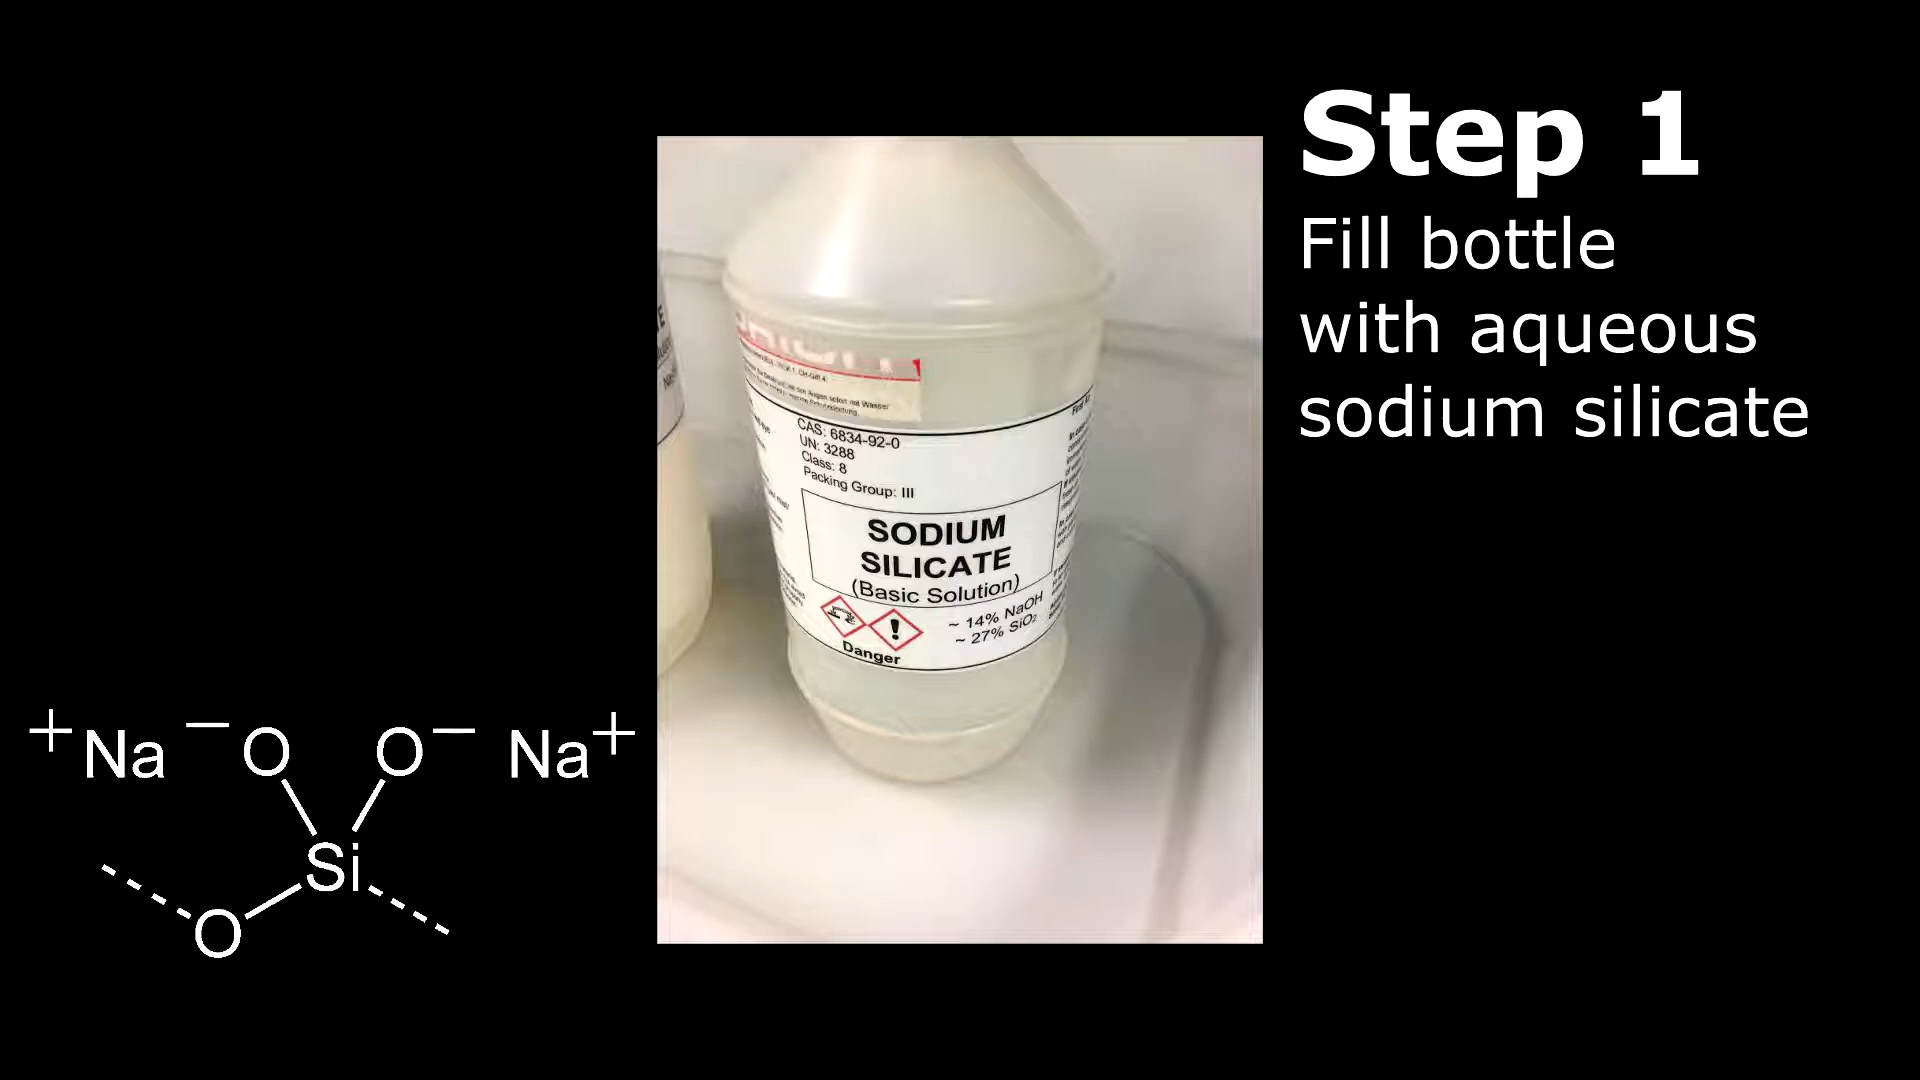 Step 1
Fill bottle
with aqueous
sodium silicate
CAS: 6834-92-0
UN: 3288
Class: 8
Packing Group: III
SODIUM
SILICATE
(Basic Solution)
~ 14% NaOH
~ 27% SiO₂
Danger
+Na −O O− Na+
Si
O